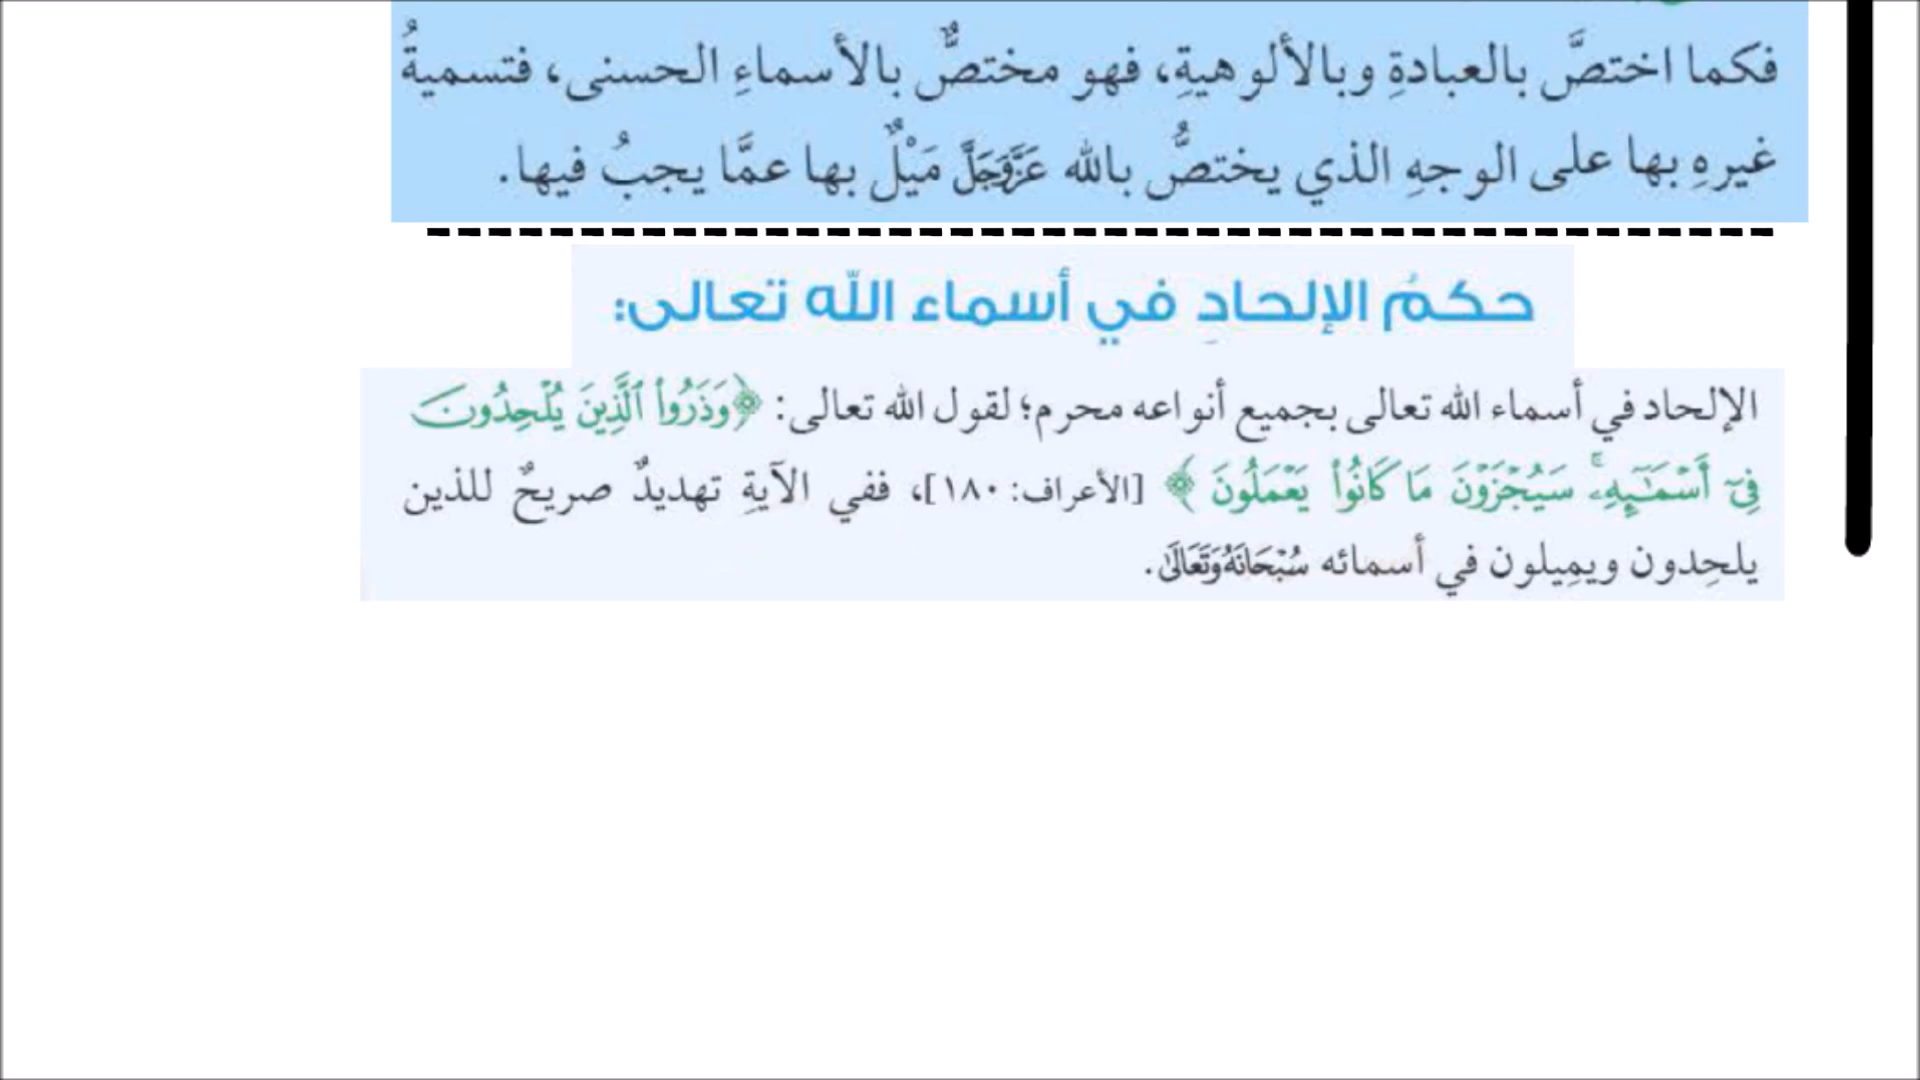 فكما اختصَّ بالعبادةِ وبالألوهيةِ، فهو مختصٌّ بالأسماءِ الحسنى، فتسميةُ
غيرِهِ بها على الوجهِ الذي يختصُّ بالله عَزَّوَجَلَّ مَيْلٌ بها عمَّا يجبُ فيها.
حكمُ الإلحادِ في أسماء اللّه تعالى:
الإلحاد في أسماء الله تعالى بجميع أنواعه محرم؛ لقول الله تعالى: ﴿وَذَرُوا۟ ٱلَّذِينَ يُلْحِدُونَ
فِىٓ أَسْمَٰٓئِهِۦ ۚ سَيُجْزَوْنَ مَا كَانُوا۟ يَعْمَلُونَ﴾ [الأعراف: ١٨٠]، ففي الآيةِ تهديدٌ صريحٌ للذين
يلحِدون ويمِيلون في أسمائه سُبْحَانَهُ وَتَعَالَىٰ.